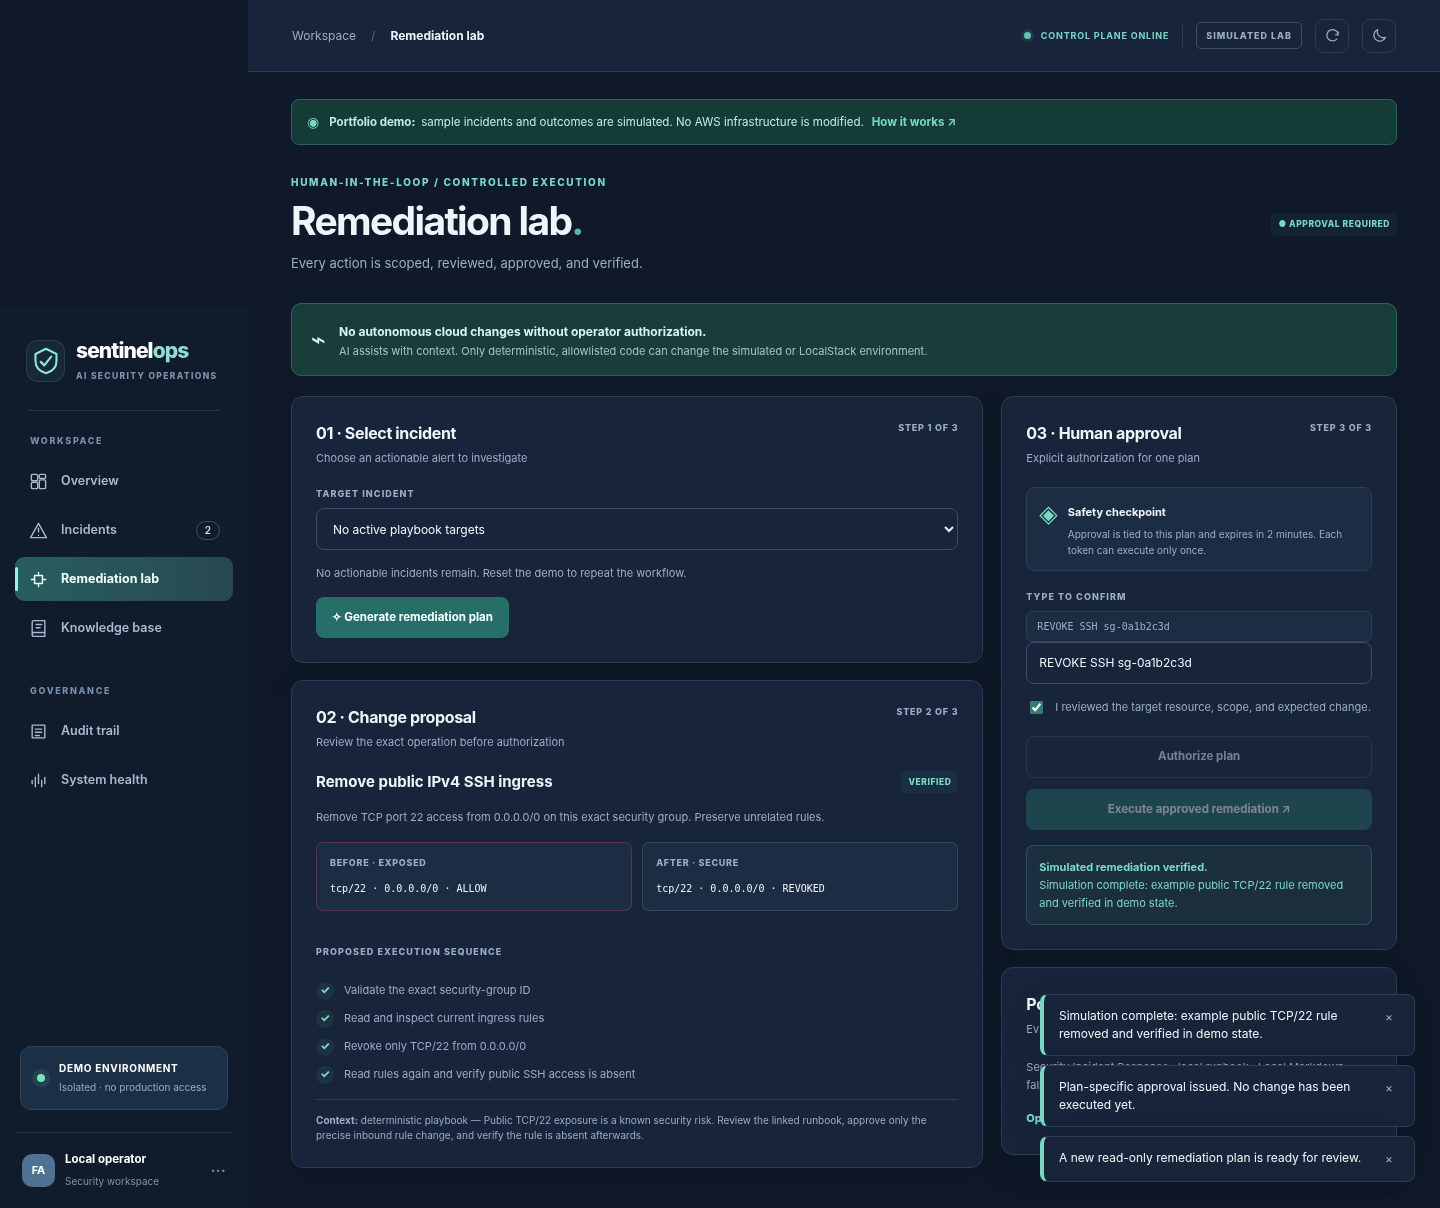 Workspace / Remediation lab
CONTROL PLANE ONLINE
SIMULATED LAB
Portfolio demo: sample incidents and outcomes are simulated. No AWS infrastructure is modified. How it works ↗
HUMAN-IN-THE-LOOP / CONTROLLED EXECUTION
Remediation lab.
APPROVAL REQUIRED
Every action is scoped, reviewed, approved, and verified.
No autonomous cloud changes without operator authorization.
AI assists with context. Only deterministic, allowlisted code can change the simulated or LocalStack environment.
sentinelops
AI SECURITY OPERATIONS
WORKSPACE
Overview
Incidents 2
Remediation lab
Knowledge base
GOVERNANCE
Audit trail
System health
DEMO ENVIRONMENT
Isolated · no production access
FA
Local operator
Security workspace
01 · Select incident
STEP 1 OF 3
Choose an actionable alert to investigate
TARGET INCIDENT
No active playbook targets
No actionable incidents remain. Reset the demo to repeat the workflow.
✧ Generate remediation plan
02 · Change proposal
STEP 2 OF 3
Review the exact operation before authorization
Remove public IPv4 SSH ingress
VERIFIED
Remove TCP port 22 access from 0.0.0.0/0 on this exact security group. Preserve unrelated rules.
BEFORE · EXPOSED
tcp/22 · 0.0.0.0/0 · ALLOW
AFTER · SECURE
tcp/22 · 0.0.0.0/0 · REVOKED
PROPOSED EXECUTION SEQUENCE
Validate the exact security-group ID
Read and inspect current ingress rules
Revoke only TCP/22 from 0.0.0.0/0
Read rules again and verify public SSH access is absent
Context: deterministic playbook — Public TCP/22 exposure is a known security risk. Review the linked runbook, approve only the
precise inbound rule change, and verify the rule is absent afterwards.
03 · Human approval
STEP 3 OF 3
Explicit authorization for one plan
Safety checkpoint
Approval is tied to this plan and expires in 2 minutes. Each
token can execute only once.
TYPE TO CONFIRM
REVOKE SSH sg-0a1b2c3d
REVOKE SSH sg-0a1b2c3d
I reviewed the target resource, scope, and expected change.
Authorize plan
Execute approved remediation ↗
Simulated remediation verified.
Simulation complete: example public TCP/22 rule removed
and verified in demo state.
Simulation complete: example public TCP/22 rule
removed and verified in demo state.
×
Plan-specific approval issued. No change has been
executed yet.
×
A new read-only remediation plan is ready for review.
×